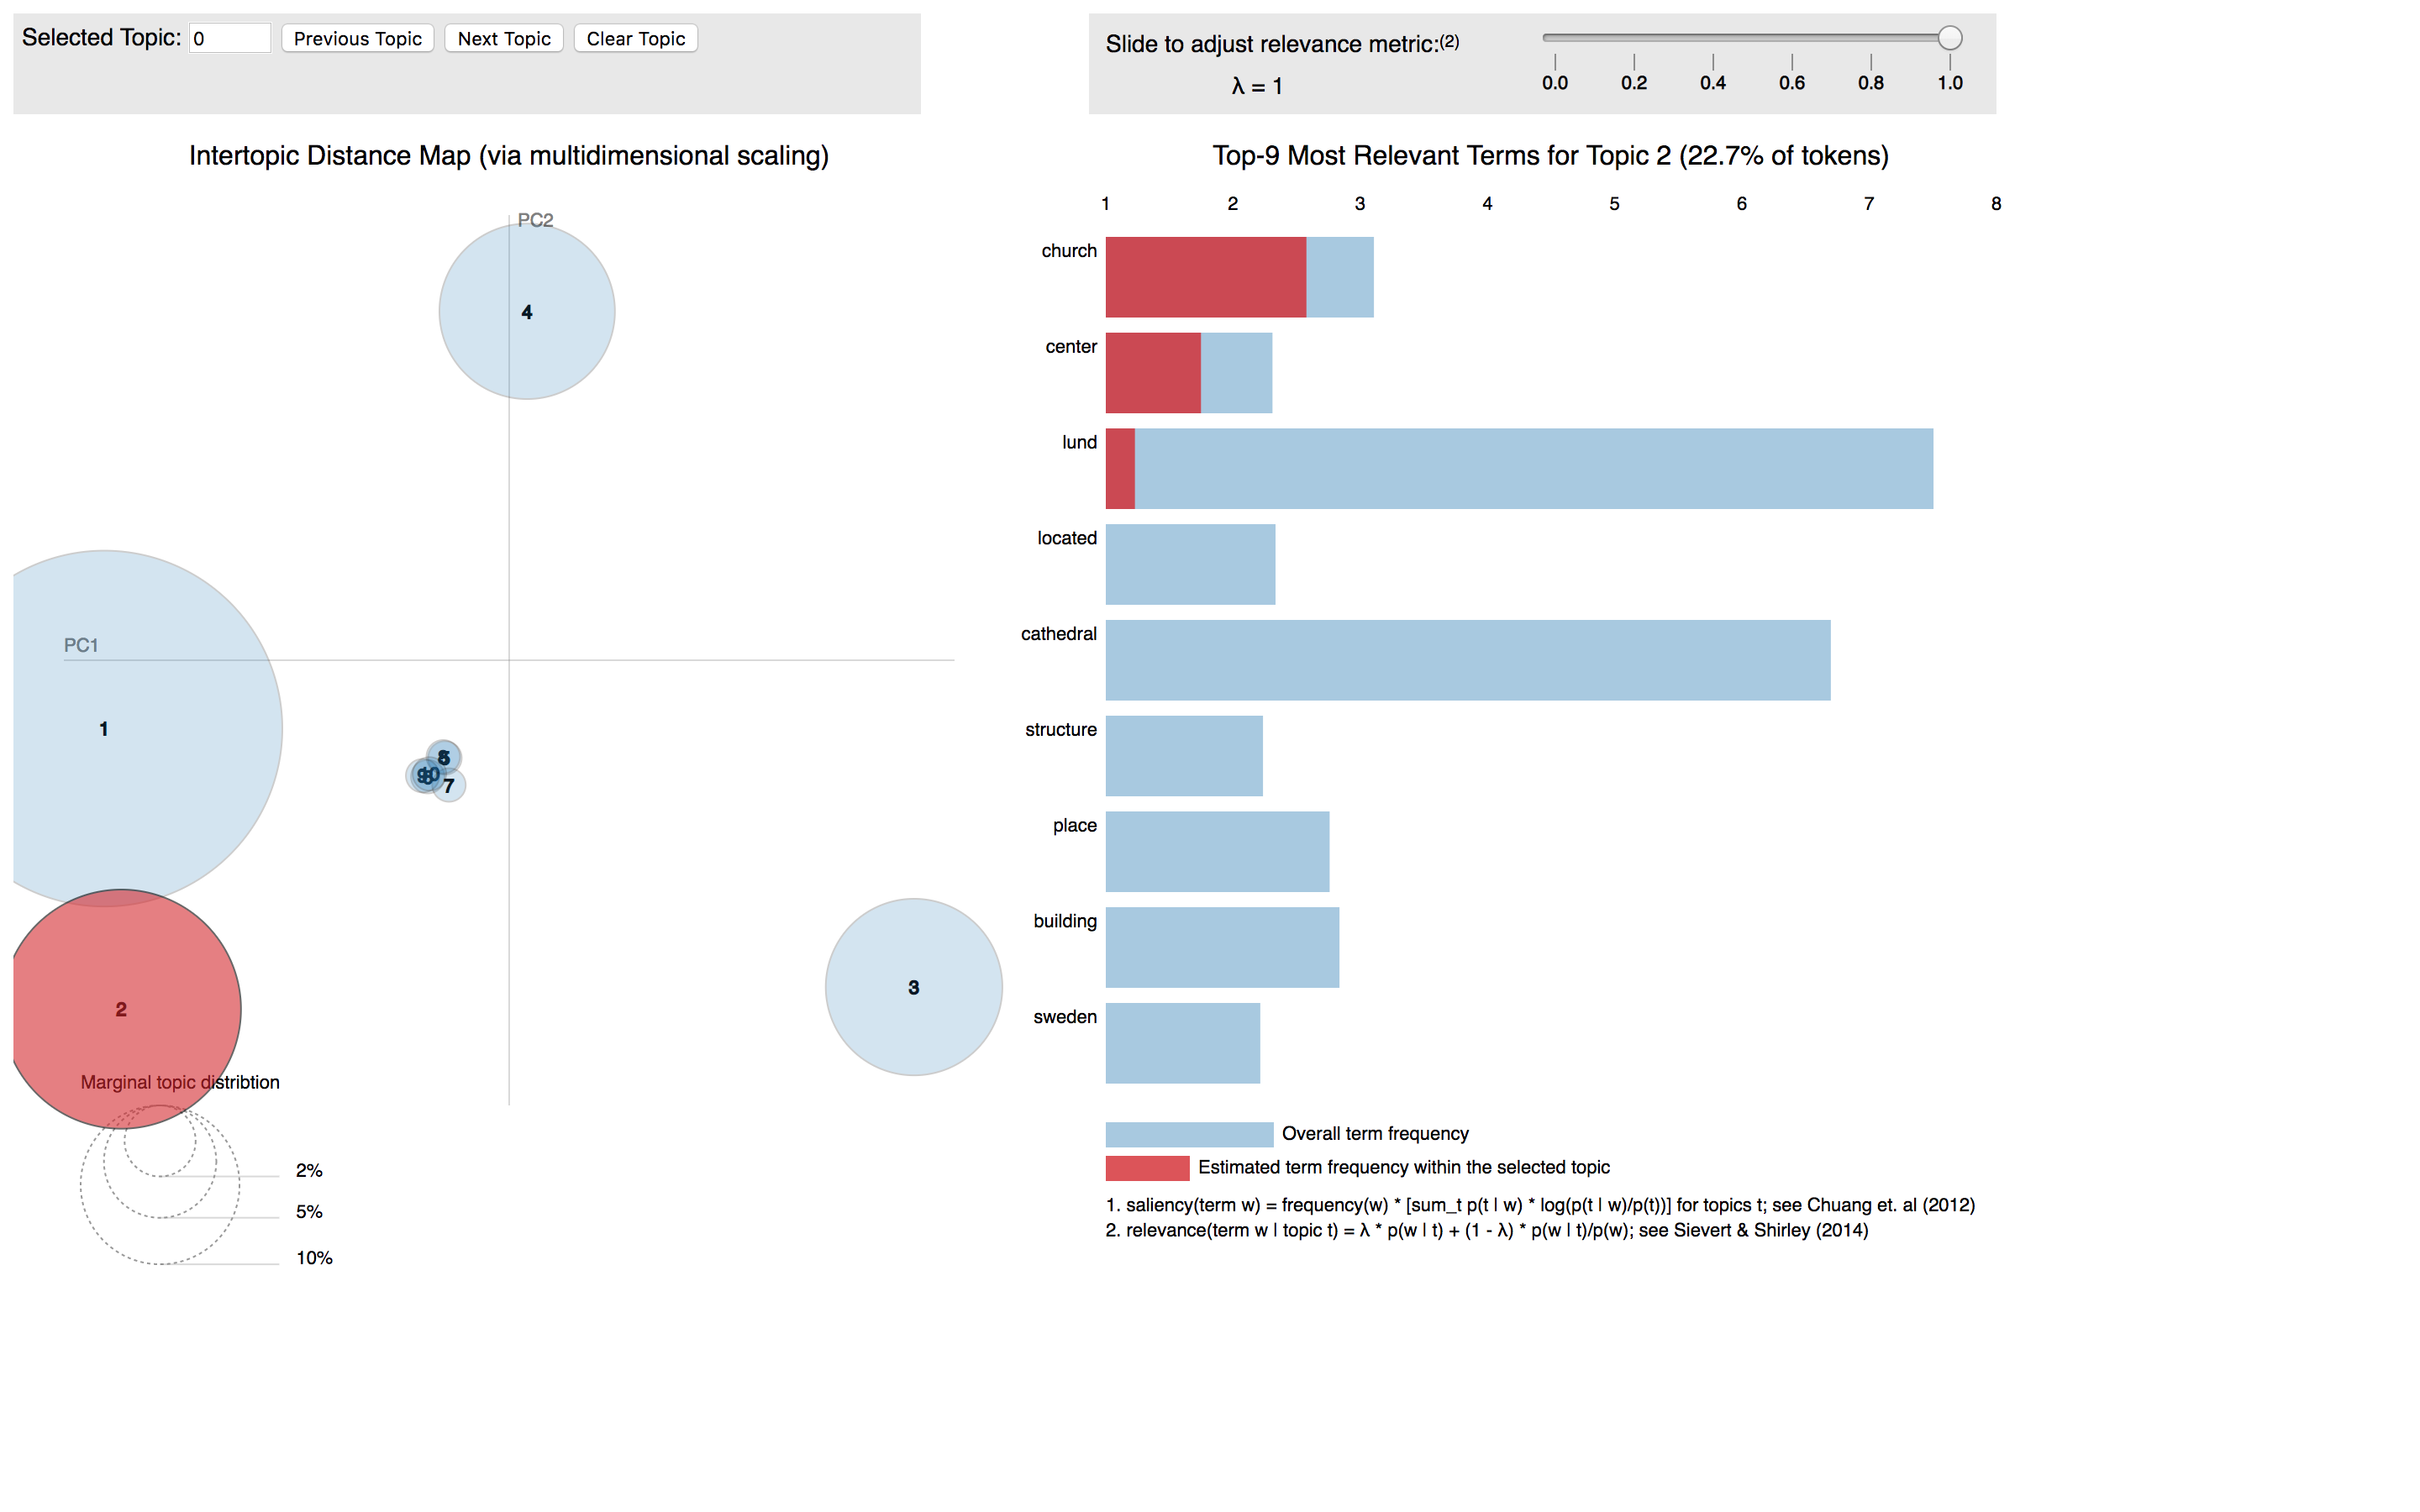 Selected Topic: 0 Previous Topic Next Topic Clear Topic
Slide to adjust relevance metric:(2)
λ = 1
0.0 0.2 0.4 0.6 0.8 1.0
Intertopic Distance Map (via multidimensional scaling)
PC2
4
PC1
1
7
2
3
Marginal topic distribtion
2%
5%
10%
Top-9 Most Relevant Terms for Topic 2 (22.7% of tokens)
1 2 3 4 5 6 7 8
church
center
lund
located
cathedral
structure
place
building
sweden
Overall term frequency
Estimated term frequency within the selected topic
1. saliency(term w) = frequency(w) * [sum_t p(t | w) * log(p(t | w)/p(t))] for topics t; see Chuang et. al (2012)
2. relevance(term w | topic t) = λ * p(w | t) + (1 - λ) * p(w | t)/p(w); see Sievert & Shirley (2014)